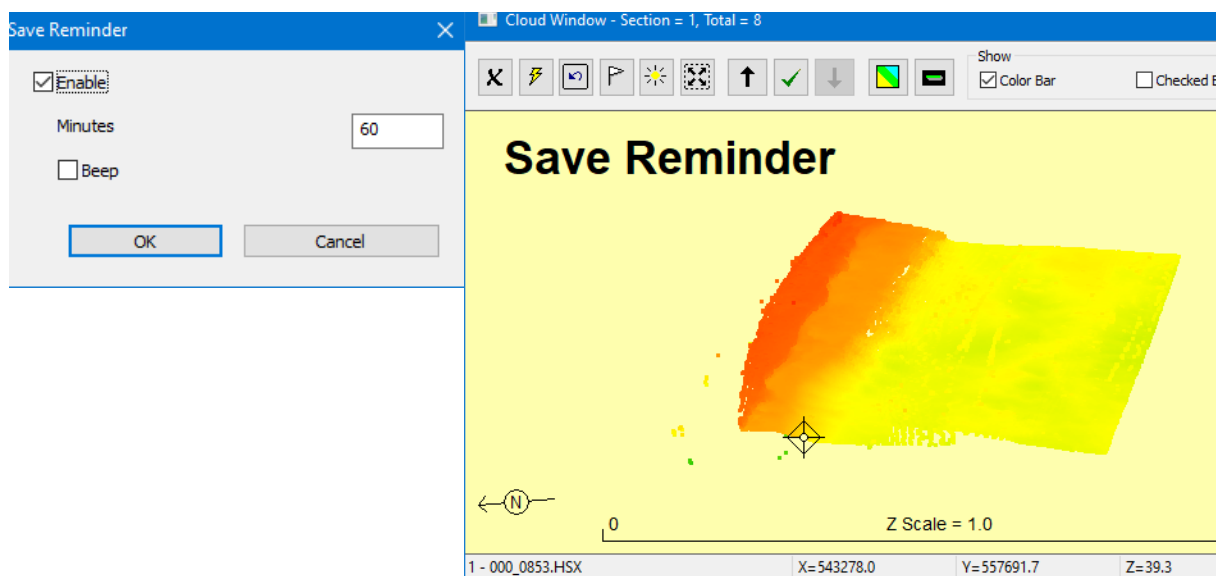 Save Reminder
Enable
Minutes
60
Beep
OK
Cancel
Cloud Window - Section = 1, Total = 8
Show
Color Bar
Checked
Save Reminder
N
0
Z Scale = 1.0
1 - 000_0853.HSX
X=543278.0
Y=557691.7
Z=39.3